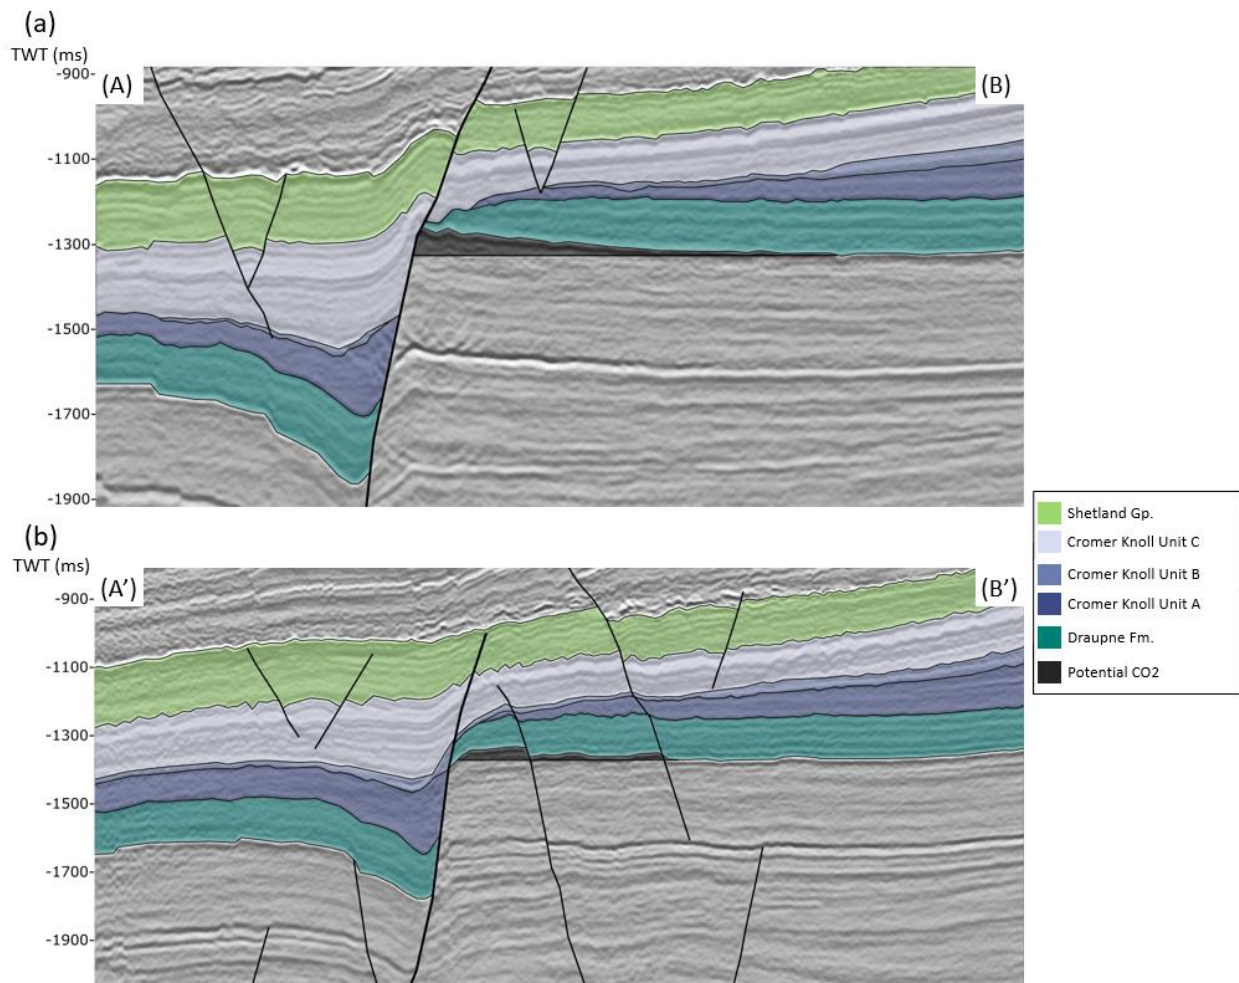 (a)
TWT (ms)
-900-
(A)
(B)
-1100-
-1300-
-1500-
-1700-
-1900-
(b)
TWT (ms)
-900-
(A')
(B')
-1100-
-1300-
-1500-
-1700-
-1900-
Shetland Gp.
Cromer Knoll Unit C
Cromer Knoll Unit B
Cromer Knoll Unit A
Draupne Fm.
Potential CO2